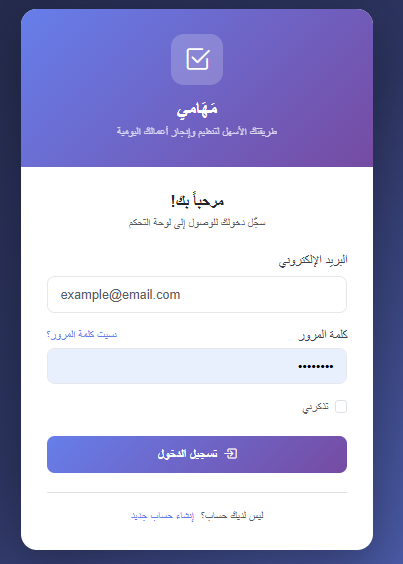 مَهَامي
طريقتك الأسهل لتنظيم وإنجاز أعمالك اليومية
مرحباً بك!
سجّل دخولك للوصول إلى لوحة التحكم
البريد الإلكتروني
example@email.com
كلمة المرور
نسيت كلمة المرور؟
••••••••
تذكرني
تسجيل الدخول
ليس لديك حساب؟ إنشاء حساب جديد